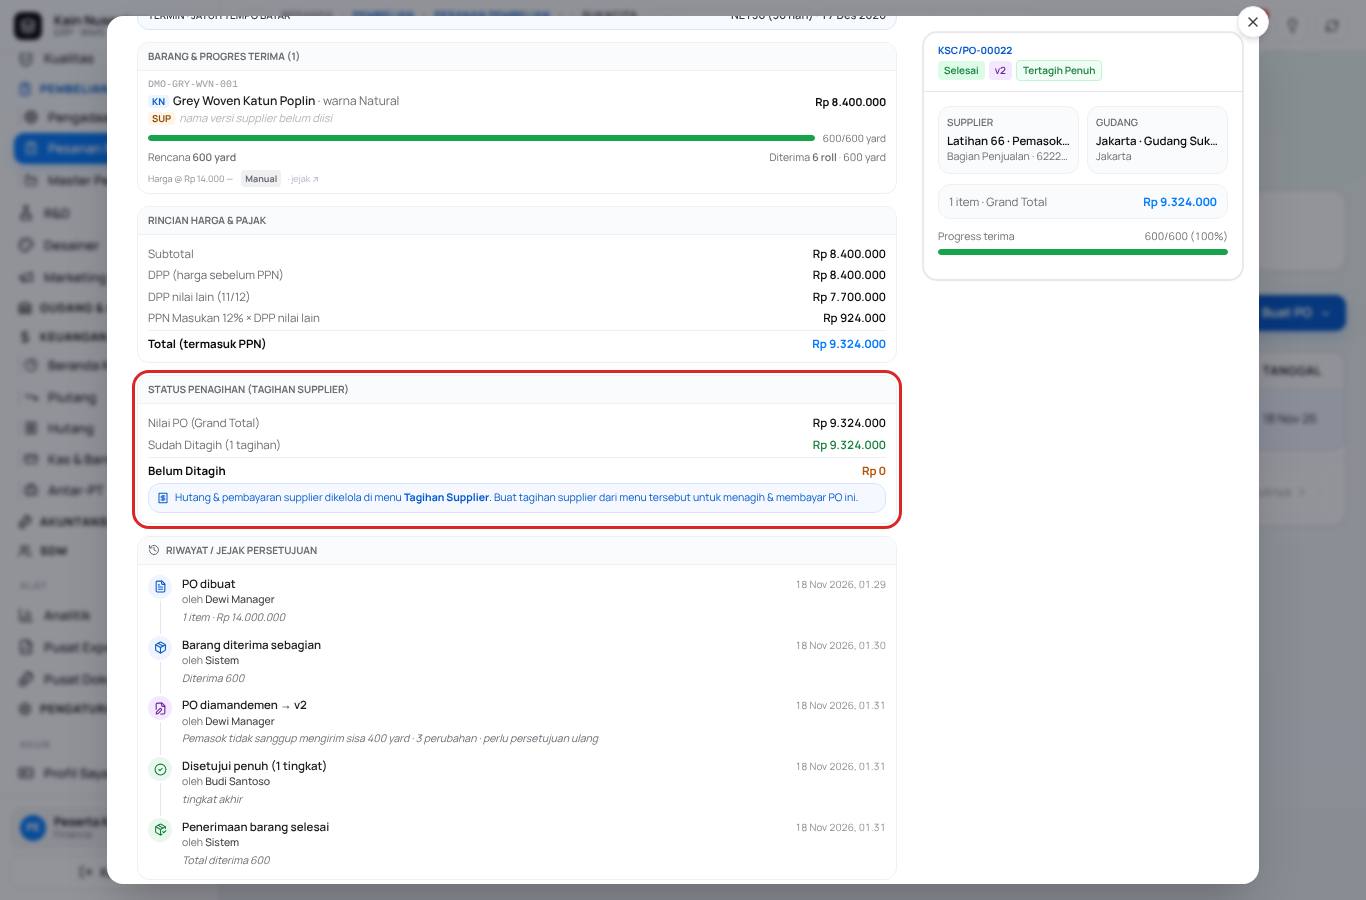 BARANG & PROGRES TERIMA (1)
DMO-GRY-WVN-001
KN Grey Woven Katun Poplin · warna Natural
Rp 8.400.000
SUP nama versi supplier belum diisi
600/600 yard
Rencana 600 yard
Diterima 6 roll · 600 yard
Harga @ Rp 14.000 — Manual · jejak ↗
RINCIAN HARGA & PAJAK
Subtotal Rp 8.400.000
DPP (harga sebelum PPN) Rp 8.400.000
DPP nilai lain (11/12) Rp 7.700.000
PPN Masukan 12% × DPP nilai lain Rp 924.000
Total (termasuk PPN) Rp 9.324.000
STATUS PENAGIHAN (TAGIHAN SUPPLIER)
Nilai PO (Grand Total) Rp 9.324.000
Sudah Ditagih (1 tagihan) Rp 9.324.000
Belum Ditagih Rp 0
Hutang & pembayaran supplier dikelola di menu Tagihan Supplier. Buat tagihan supplier dari menu tersebut untuk menagih & membayar PO ini.
RIWAYAT / JEJAK PERSETUJUAN
PO dibuat 18 Nov 2026, 01.29
oleh Dewi Manager
1 item · Rp 14.000.000
Barang diterima sebagian 18 Nov 2026, 01.30
oleh Sistem
Diterima 600
PO diamandemen → v2 18 Nov 2026, 01.31
oleh Dewi Manager
Pemasok tidak sanggup mengirim sisa 400 yard · 3 perubahan · perlu persetujuan ulang
Disetujui penuh (1 tingkat) 18 Nov 2026, 01.31
oleh Budi Santoso
tingkat akhir
Penerimaan barang selesai 18 Nov 2026, 01.31
oleh Sistem
Total diterima 600
KSC/PO-00022
Selesai v2 Tertagih Penuh
SUPPLIER
Latihan 66 · Pemasok...
Bagian Penjualan · 6222...
GUDANG
Jakarta · Gudang Suk...
Jakarta
1 item · Grand Total Rp 9.324.000
Progress terima 600/600 (100%)
Kualitas
R&D
Desainer
Marketing
Piutang
Hutang
Antar-PT
SDM
Analitik
Buat PO
TANGGAL